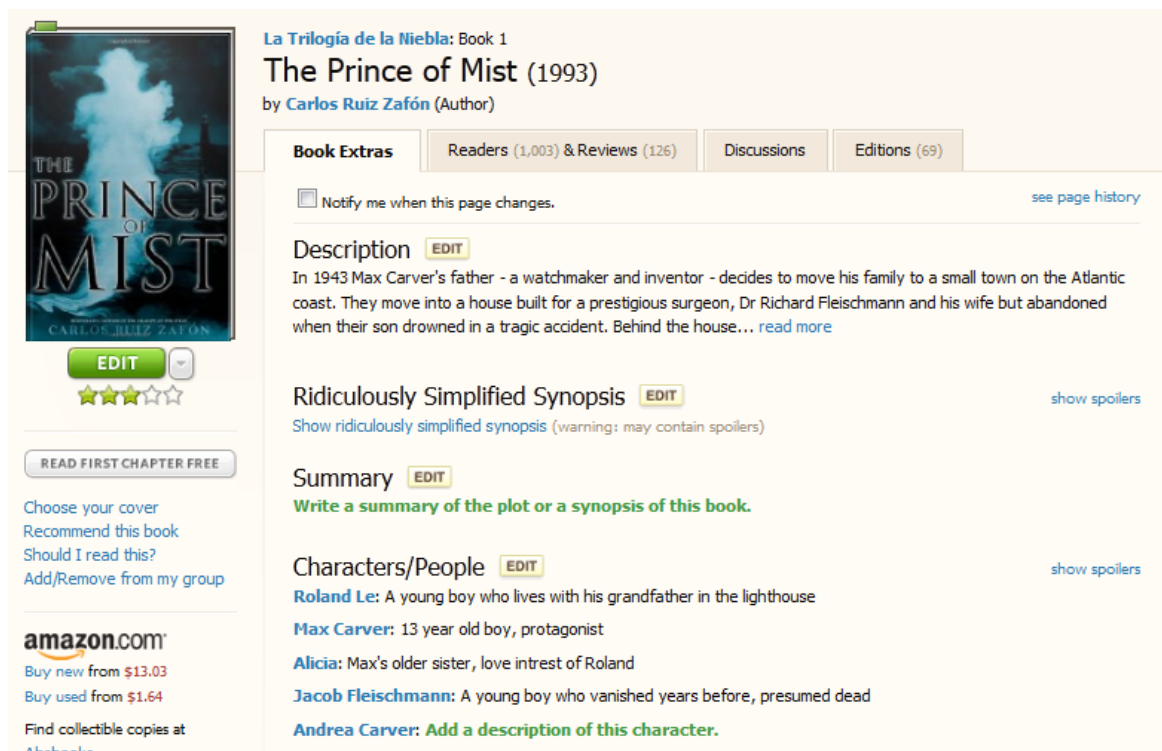 La Trilogía de la Niebla: Book 1
The Prince of Mist (1993)
by Carlos Ruiz Zafón (Author)
THE
PRINCE
OF
MIST
CARLOS RUIZ ZAFÓN
EDIT
READ FIRST CHAPTER FREE
Choose your cover
Recommend this book
Should I read this?
Add/Remove from my group
amazon.com
Buy new from $13.03
Buy used from $1.64
Find collectible copies at
Book Extras
Readers (1,003) & Reviews (126)
Discussions
Editions (69)
Notify me when this page changes.
see page history
Description EDIT
In 1943 Max Carver's father - a watchmaker and inventor - decides to move his family to a small town on the Atlantic
coast. They move into a house built for a prestigious surgeon, Dr Richard Fleischmann and his wife but abandoned
when their son drowned in a tragic accident. Behind the house... read more
Ridiculously Simplified Synopsis EDIT
show spoilers
Show ridiculously simplified synopsis (warning: may contain spoilers)
Summary EDIT
Write a summary of the plot or a synopsis of this book.
Characters/People EDIT
show spoilers
Roland Le: A young boy who lives with his grandfather in the lighthouse
Max Carver: 13 year old boy, protagonist
Alicia: Max's older sister, love intrest of Roland
Jacob Fleischmann: A young boy who vanished years before, presumed dead
Andrea Carver: Add a description of this character.